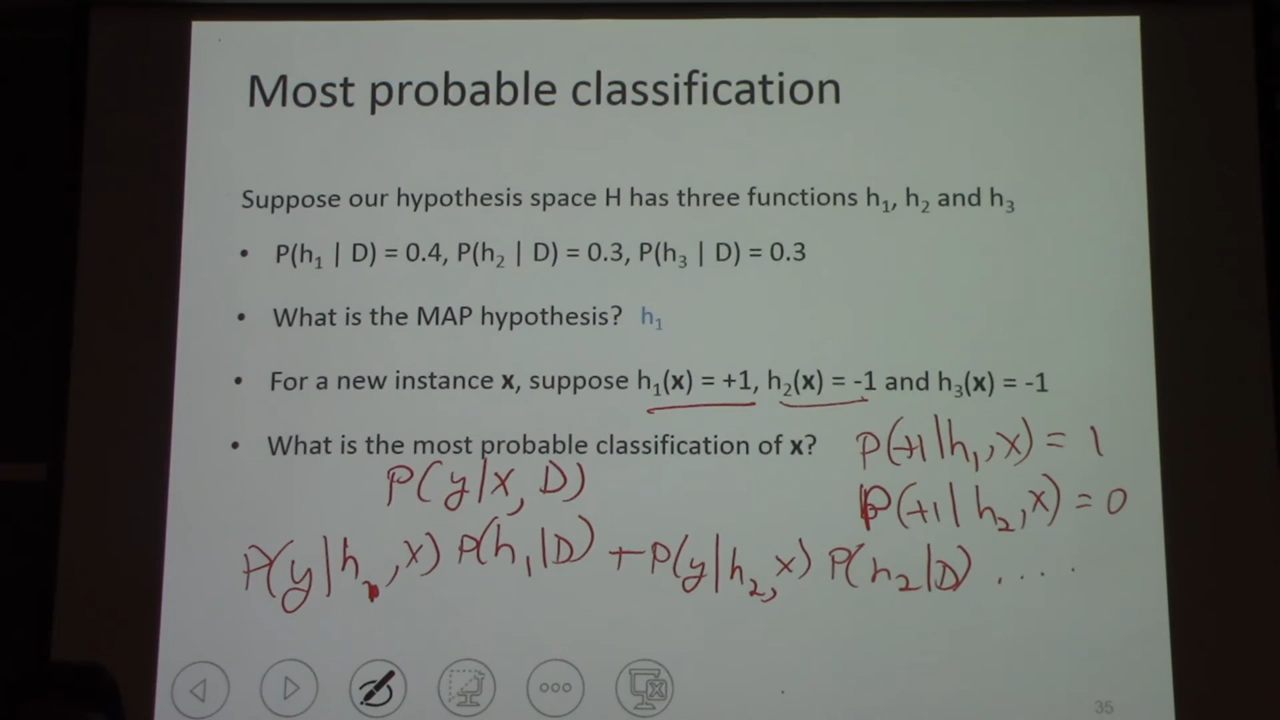 Most probable classification
Suppose our hypothesis space H has three functions h₁, h₂ and h₃
• P(h₁ | D) = 0.4, P(h₂ | D) = 0.3, P(h₃ | D) = 0.3
• What is the MAP hypothesis? h₁
• For a new instance x, suppose h₁(x) = +1, h₂(x) = -1 and h₃(x) = -1
• What is the most probable classification of x?
P(+1|h₁,x) = 1
P(y|x, D)
P(+1|h₂,x) = 0
P(y|h₁,x) P(h₁|D) + P(y|h₂,x) P(h₂|D) ....
35